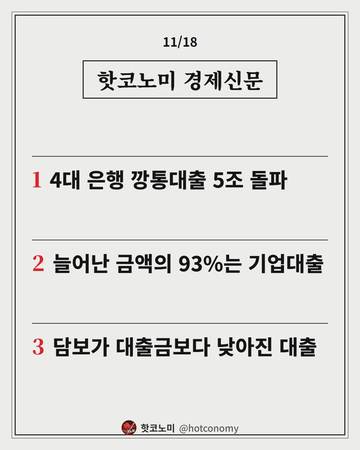 11/18
핫코노미 경제신문
1 4대 은행 깡통대출 5조 돌파
2 늘어난 금액의 93%는 기업대출
3 담보가 대출금보다 낮아진 대출
핫코노미 @hotconomy